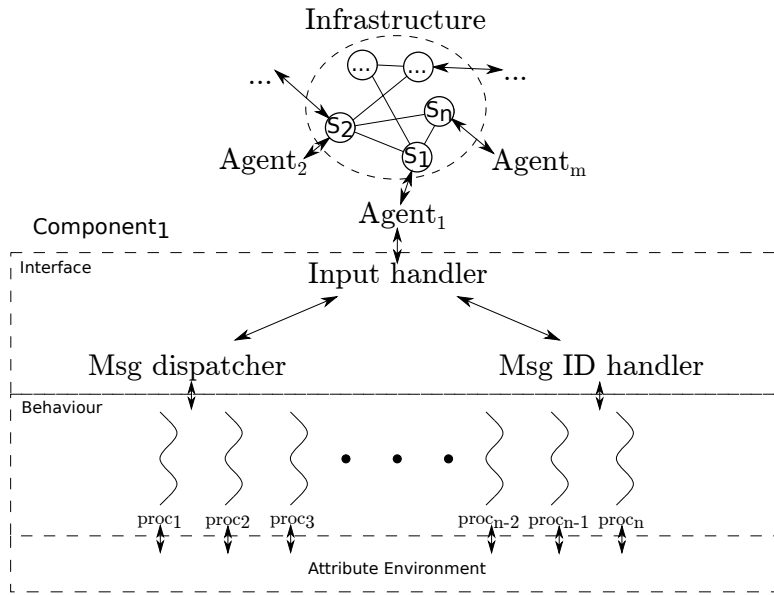 Infrastructure
... ...
... ...
S2 Sn
S1
Agent2 Agentm
Agent1
Component1
Interface
Input handler
Msg dispatcher Msg ID handler
Behaviour
proc1 proc2 proc3 procn-2 procn-1 procn
Attribute Environment